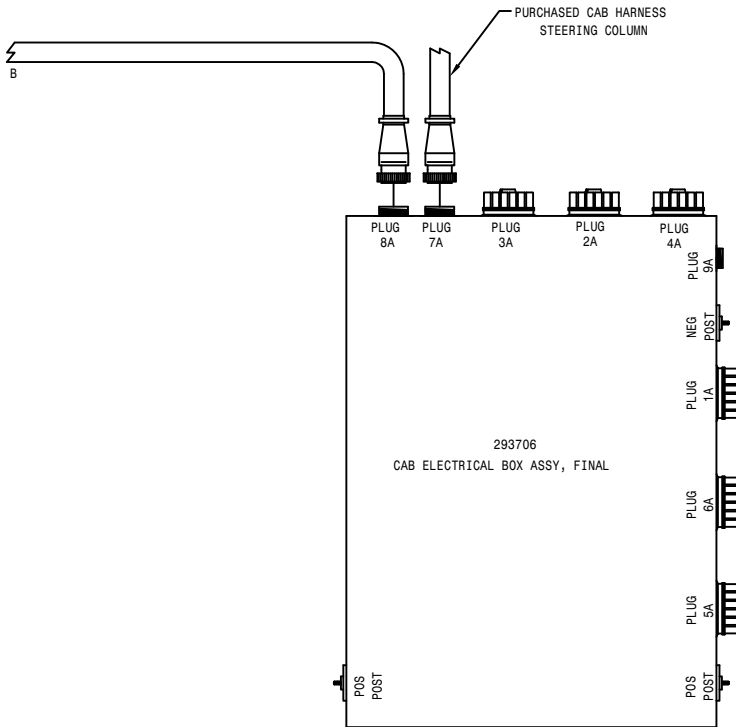 PURCHASED CAB HARNESS
STEERING COLUMN
B
PLUG
8A
PLUG
7A
PLUG
3A
PLUG
2A
PLUG
4A
PLUG
9A
NEG
POST
PLUG
1A
293706
CAB ELECTRICAL BOX ASSY, FINAL
PLUG
6A
PLUG
5A
POS
POST
POS
POST